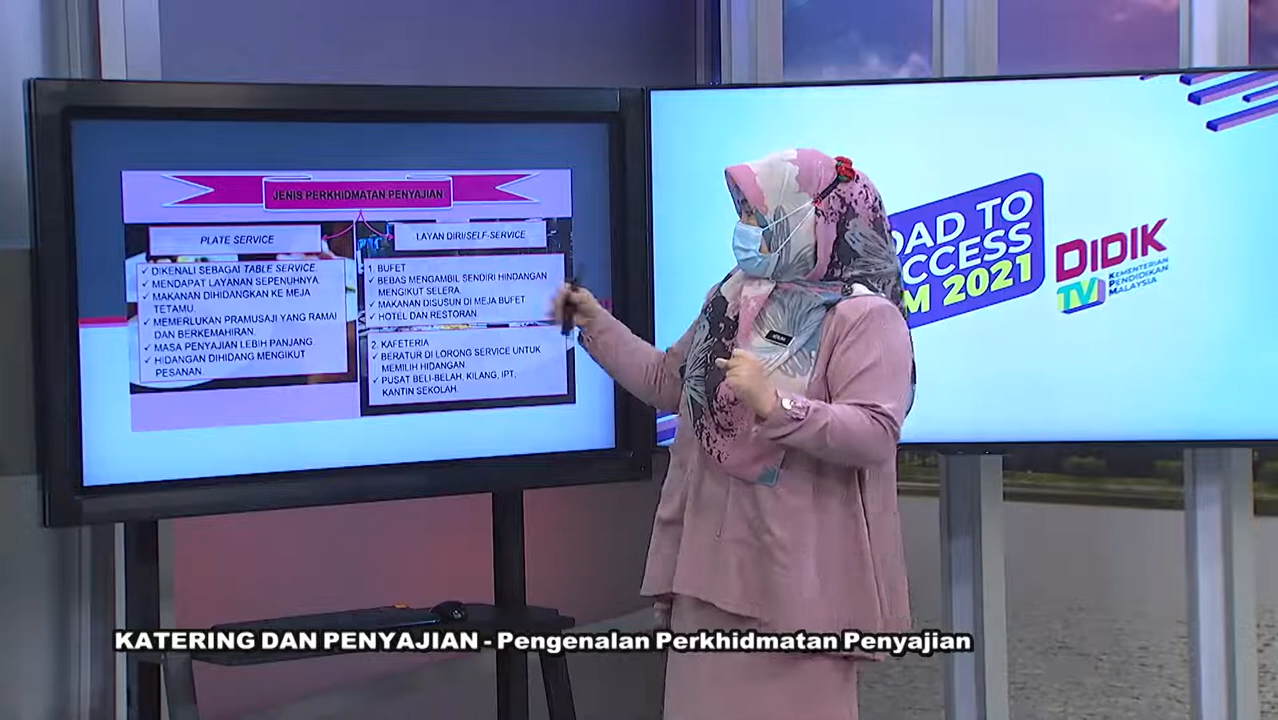 JENIS PERKHIDMATAN PENYAJIAN
PLATE SERVICE
✓ DIKENALI SEBAGAI TABLE SERVICE.
✓ MENDAPAT LAYANAN SEPENUHNYA.
✓ MAKANAN DIHIDANGKAN KE MEJA
TETAMU.
✓ MEMERLUKAN PRAMUSAJI YANG RAMAI
DAN BERKEMAHIRAN.
✓ MASA PENYAJIAN LEBIH PANJANG
✓ HIDANGAN DIHIDANG MENGIKUT
PESANAN.
LAYAN DIRI/SELF-SERVICE
1. BUFET
✓ BEBAS MENGAMBIL SENDIRI HINDANGAN
MENGIKUT SELERA.
✓ MAKANAN DISUSUN DI MEJA BUFET
✓ HOTEL DAN RESTORAN.
2. KAFETERIA
✓ BERATUR DI LORONG SERVICE UNTUK
MEMILIH HIDANGAN
✓ PUSAT BELI-BELAH, KILANG, IPT,
KANTIN SEKOLAH.
OAD TO
CCESS
M 2021
DIDIK
TV
KEMENTERIAN
PENDIDIKAN
MALAYSIA
KATERING DAN PENYAJIAN - Pengenalan Perkhidmatan Penyajian